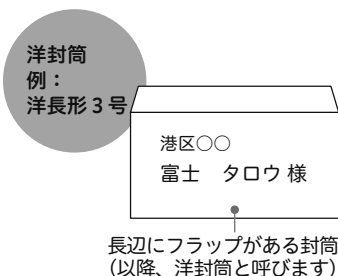 洋封筒
例：
洋長形3号
港区○○
富士　タロウ 様
長辺にフラップがある封筒
（以降、洋封筒と呼びます）